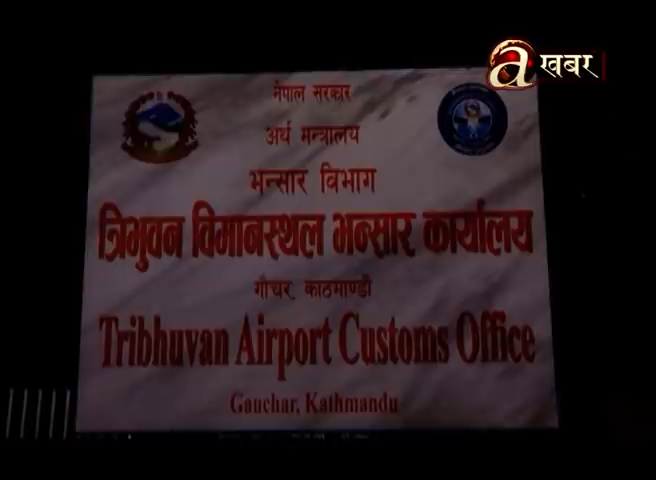 a खबर
नेपाल सरकार
अर्थ मन्त्रालय
भन्सार विभाग
त्रिभुवन विमानस्थल भन्सार कार्यालय
गौचर, काठमाण्डौ
Tribhuvan Airport Customs Office
Gauchar, Kathmandu